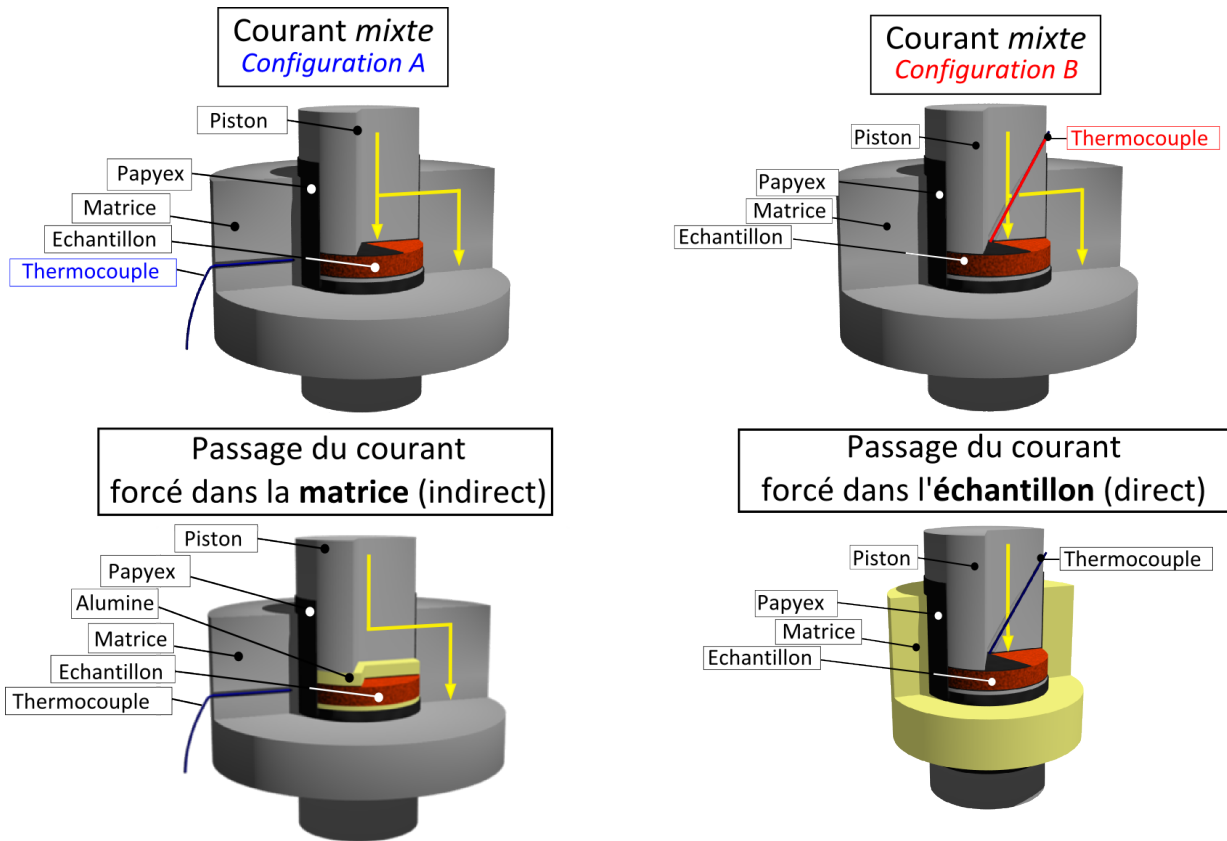 Courant mixte
Configuration A
Piston
Papyex
Matrice
Echantillon
Thermocouple
Courant mixte
Configuration B
Piston
Thermocouple
Papyex
Matrice
Echantillon
Passage du courant
forcé dans la matrice (indirect)
Piston
Papyex
Alumine
Matrice
Echantillon
Thermocouple
Passage du courant
forcé dans l'échantillon (direct)
Piston
Thermocouple
Papyex
Matrice
Echantillon